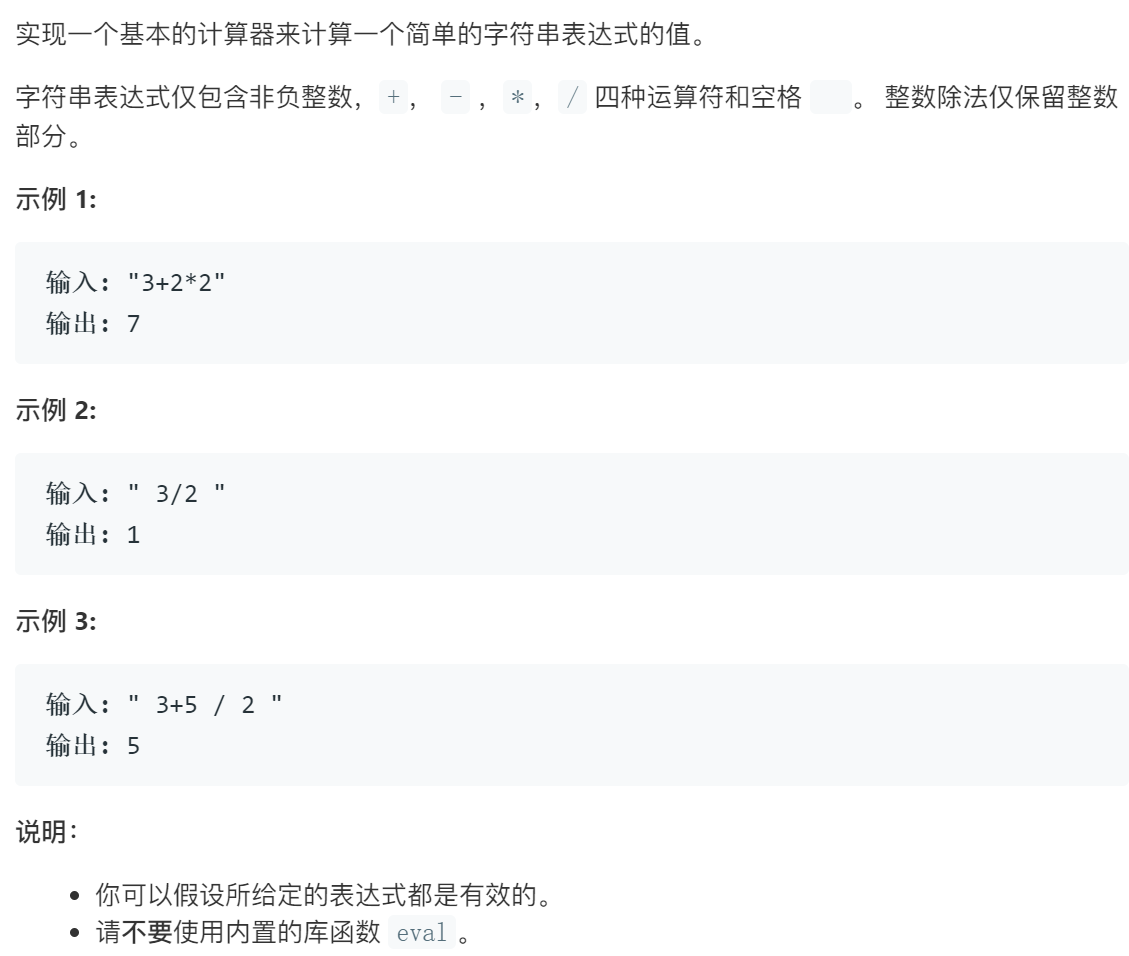 实现一个基本的计算器来计算一个简单的字符串表达式的值。
字符串表达式仅包含非负整数，+， - ，*，/ 四种运算符和空格  。 整数除法仅保留整数
部分。
示例 1:
输入: "3+2*2"
输出: 7
示例 2:
输入: " 3/2 "
输出: 1
示例 3:
输入: " 3+5 / 2 "
输出: 5
说明：
你可以假设所给定的表达式都是有效的。
请不要使用内置的库函数 eval。